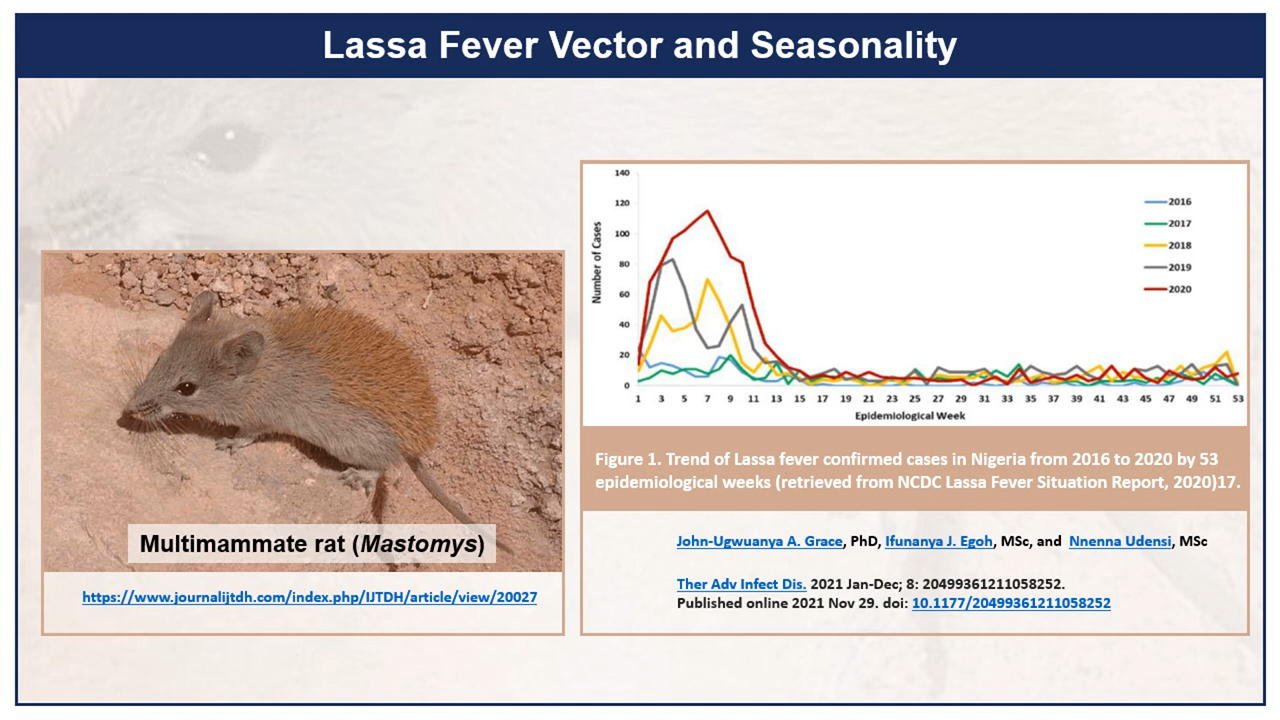 Lassa Fever Vector and Seasonality
Multimammate rat (Mastomys)
https://www.journalijtdh.com/index.php/IJTDH/article/view/20027
140
120
100
80
60
40
20
0
Number of Cases
2016
2017
2018
2019
2020
1 3 5 7 9 11 13 15 17 19 21 23 25 27 29 31 33 35 37 39 41 43 45 47 49 51 53
Epidemiological Week
Figure 1. Trend of Lassa fever confirmed cases in Nigeria from 2016 to 2020 by 53
epidemiological weeks (retrieved from NCDC Lassa Fever Situation Report, 2020)17.
John-Ugwuanya A. Grace, PhD, Ifunanya J. Egoh, MSc, and Nnenna Udensi, MSc
Ther Adv Infect Dis. 2021 Jan-Dec; 8: 20499361211058252.
Published online 2021 Nov 29. doi: 10.1177/20499361211058252